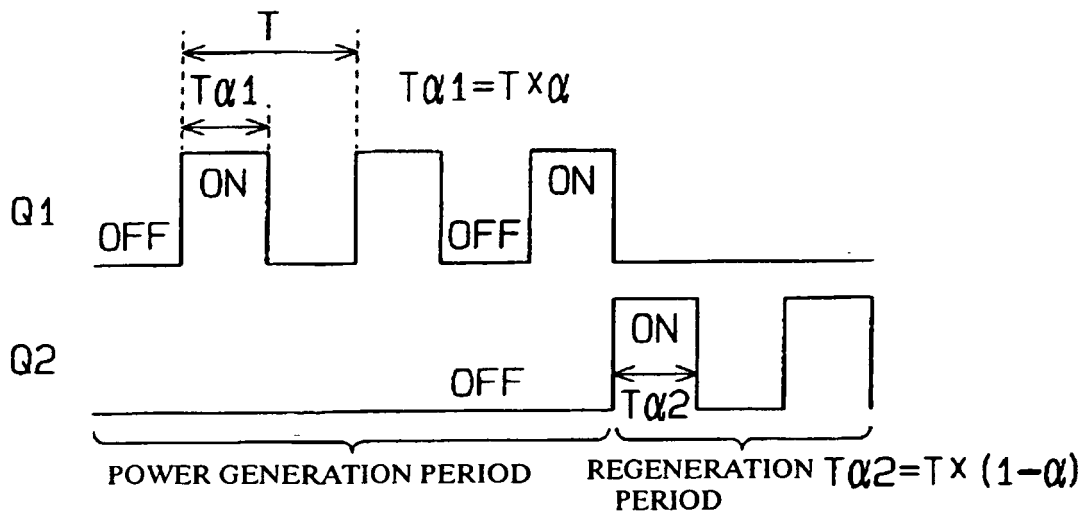 T
Tα1 Tα1=T×α
Q1 OFF ON OFF ON
Q2 OFF ON
Tα2
POWER GENERATION PERIOD REGENERATION PERIOD Tα2=T×(1-α)